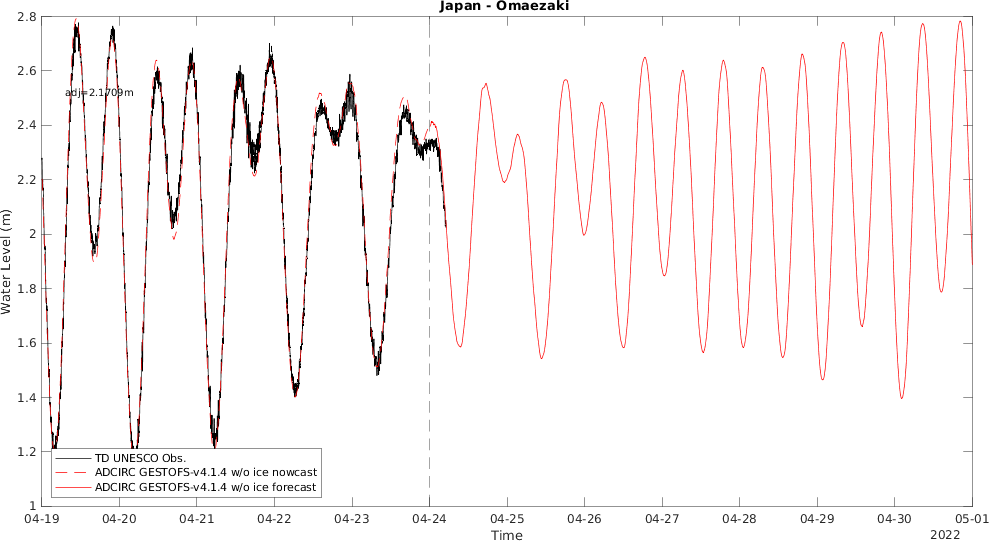 Japan - Omaezaki
2.8
2.6
adj=2.1709m
2.4
2.2
2
Water Level (m)
1.8
1.6
1.4
1.2
TD UNESCO Obs.
ADCIRC GESTOFS-v4.1.4 w/o ice nowcast
ADCIRC GESTOFS-v4.1.4 w/o ice forecast
1
04-19 04-20 04-21 04-22 04-23 04-24 04-25 04-26 04-27 04-28 04-29 04-30 05-01
Time
2022